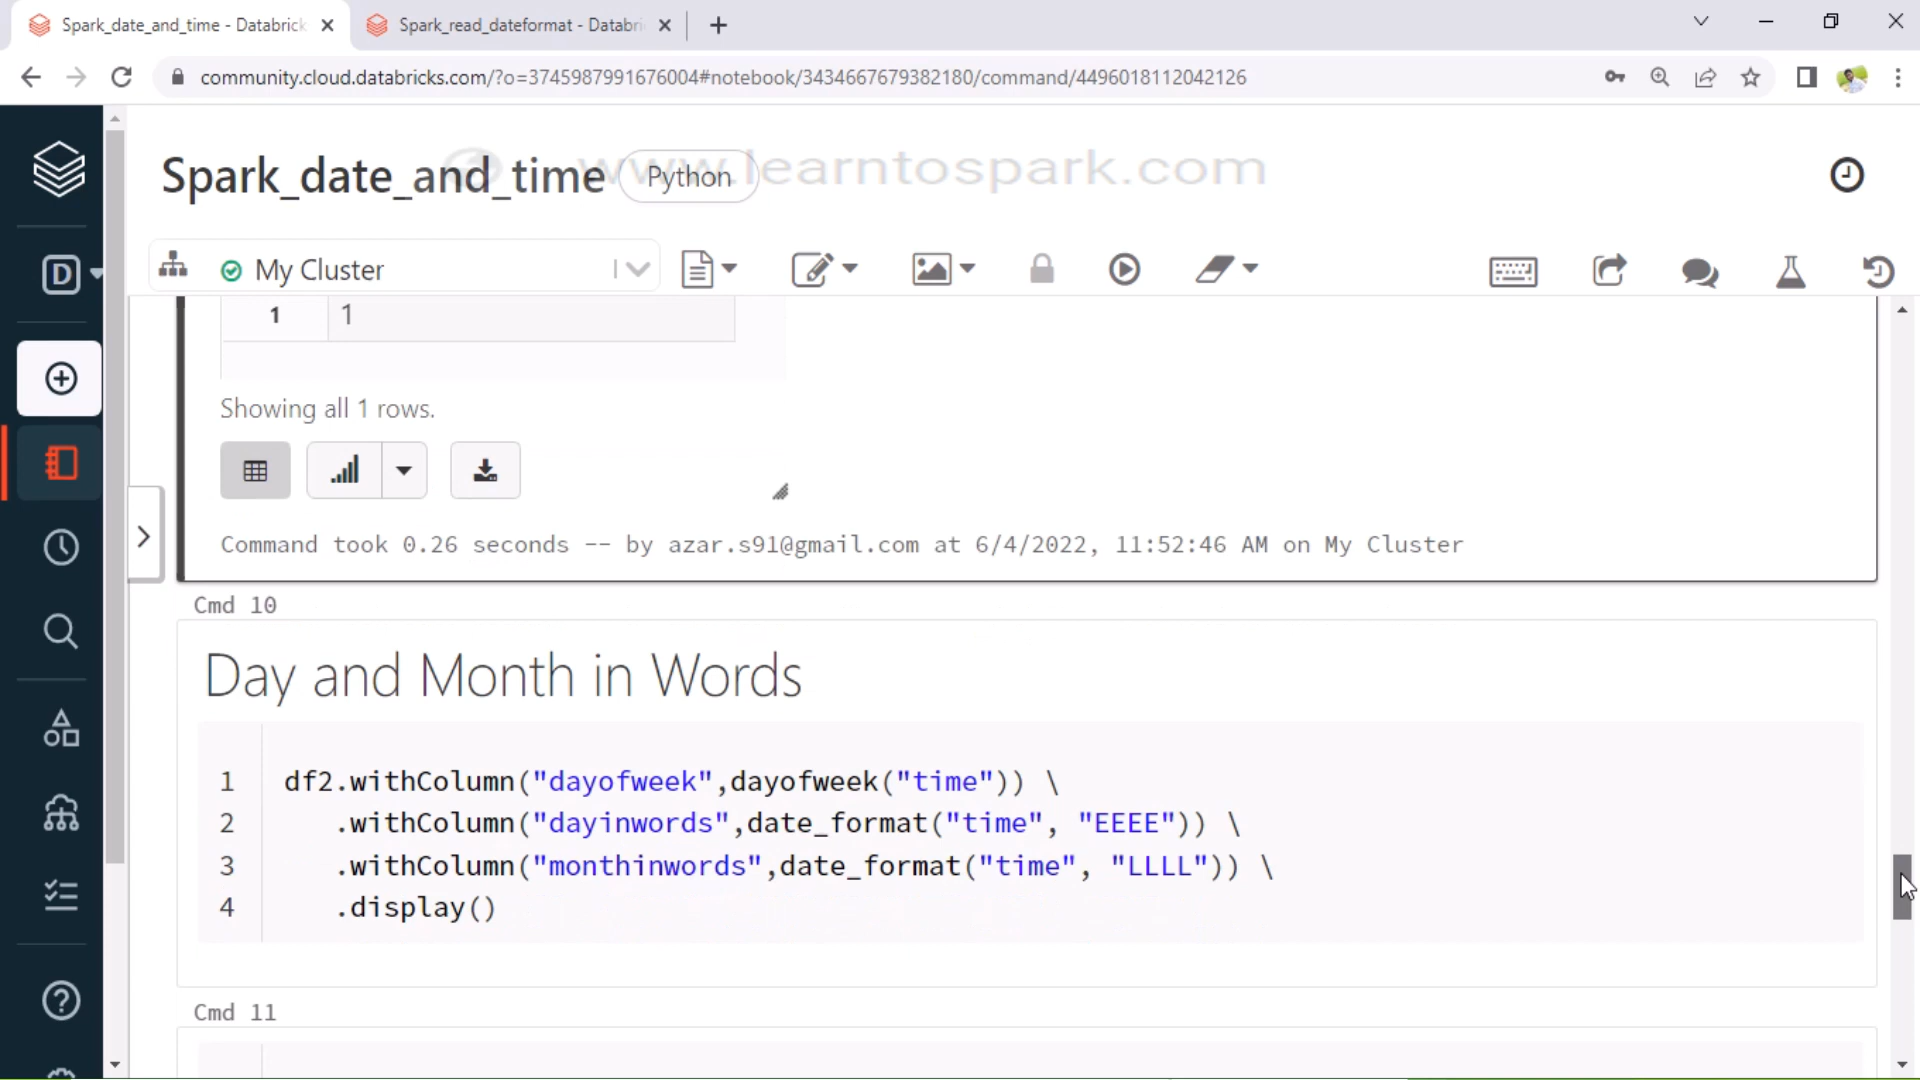 Spark_date_and_time - Databrick
Spark_read_dateformat - Databri
community.cloud.databricks.com/?o=3745987991676004#notebook/3434667679382180/command/4496018112042126
www.learntospark.com
Spark_date_and_time
Python
D
My Cluster
1 1
Showing all 1 rows.
Command took 0.26 seconds -- by azar.s91@gmail.com at 6/4/2022, 11:52:46 AM on My Cluster
Cmd 10
Day and Month in Words
1 df2.withColumn("dayofweek",dayofweek("time")) \
2 .withColumn("dayinwords",date_format("time", "EEEE")) \
3 .withColumn("monthinwords",date_format("time", "LLLL")) \
4 .display()
Cmd 11